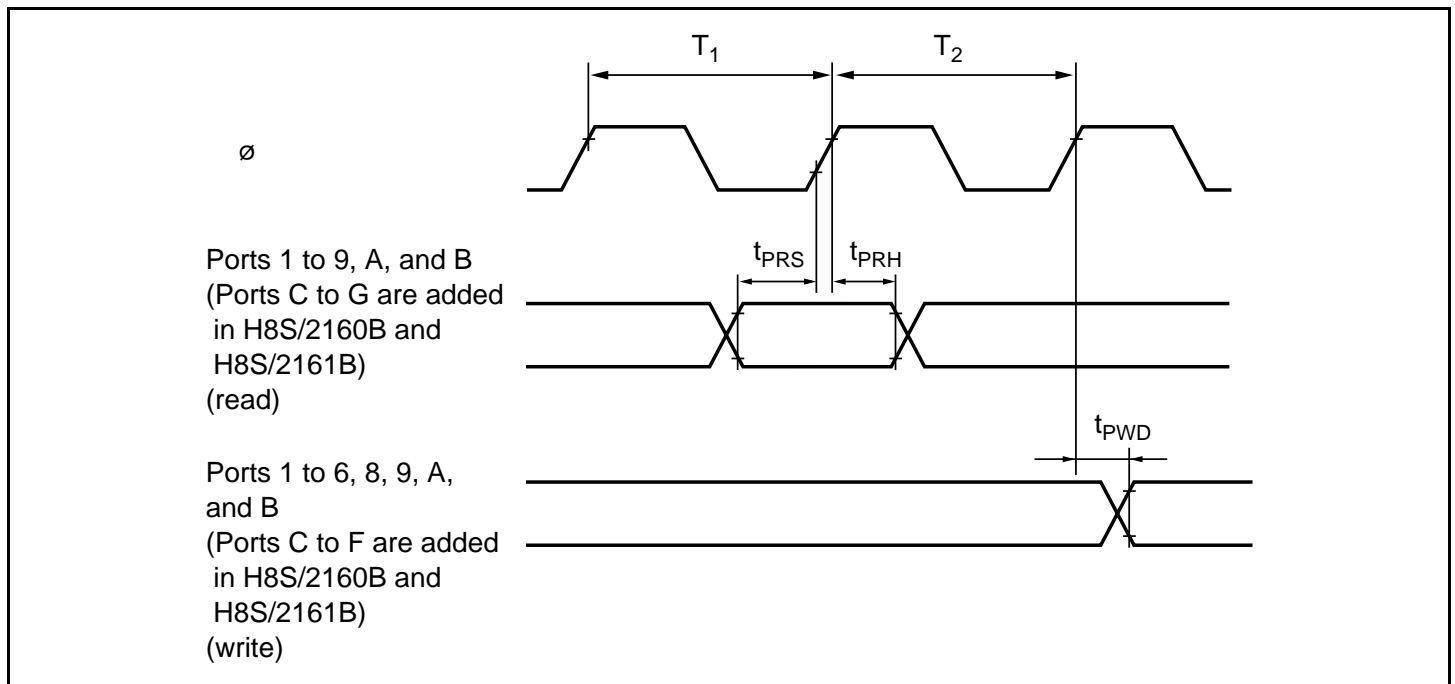 T1 T2
ø
tPRS tPRH
Ports 1 to 9, A, and B
(Ports C to G are added
in H8S/2160B and
H8S/2161B)
(read)
tPWD
Ports 1 to 6, 8, 9, A,
and B
(Ports C to F are added
in H8S/2160B and
H8S/2161B)
(write)